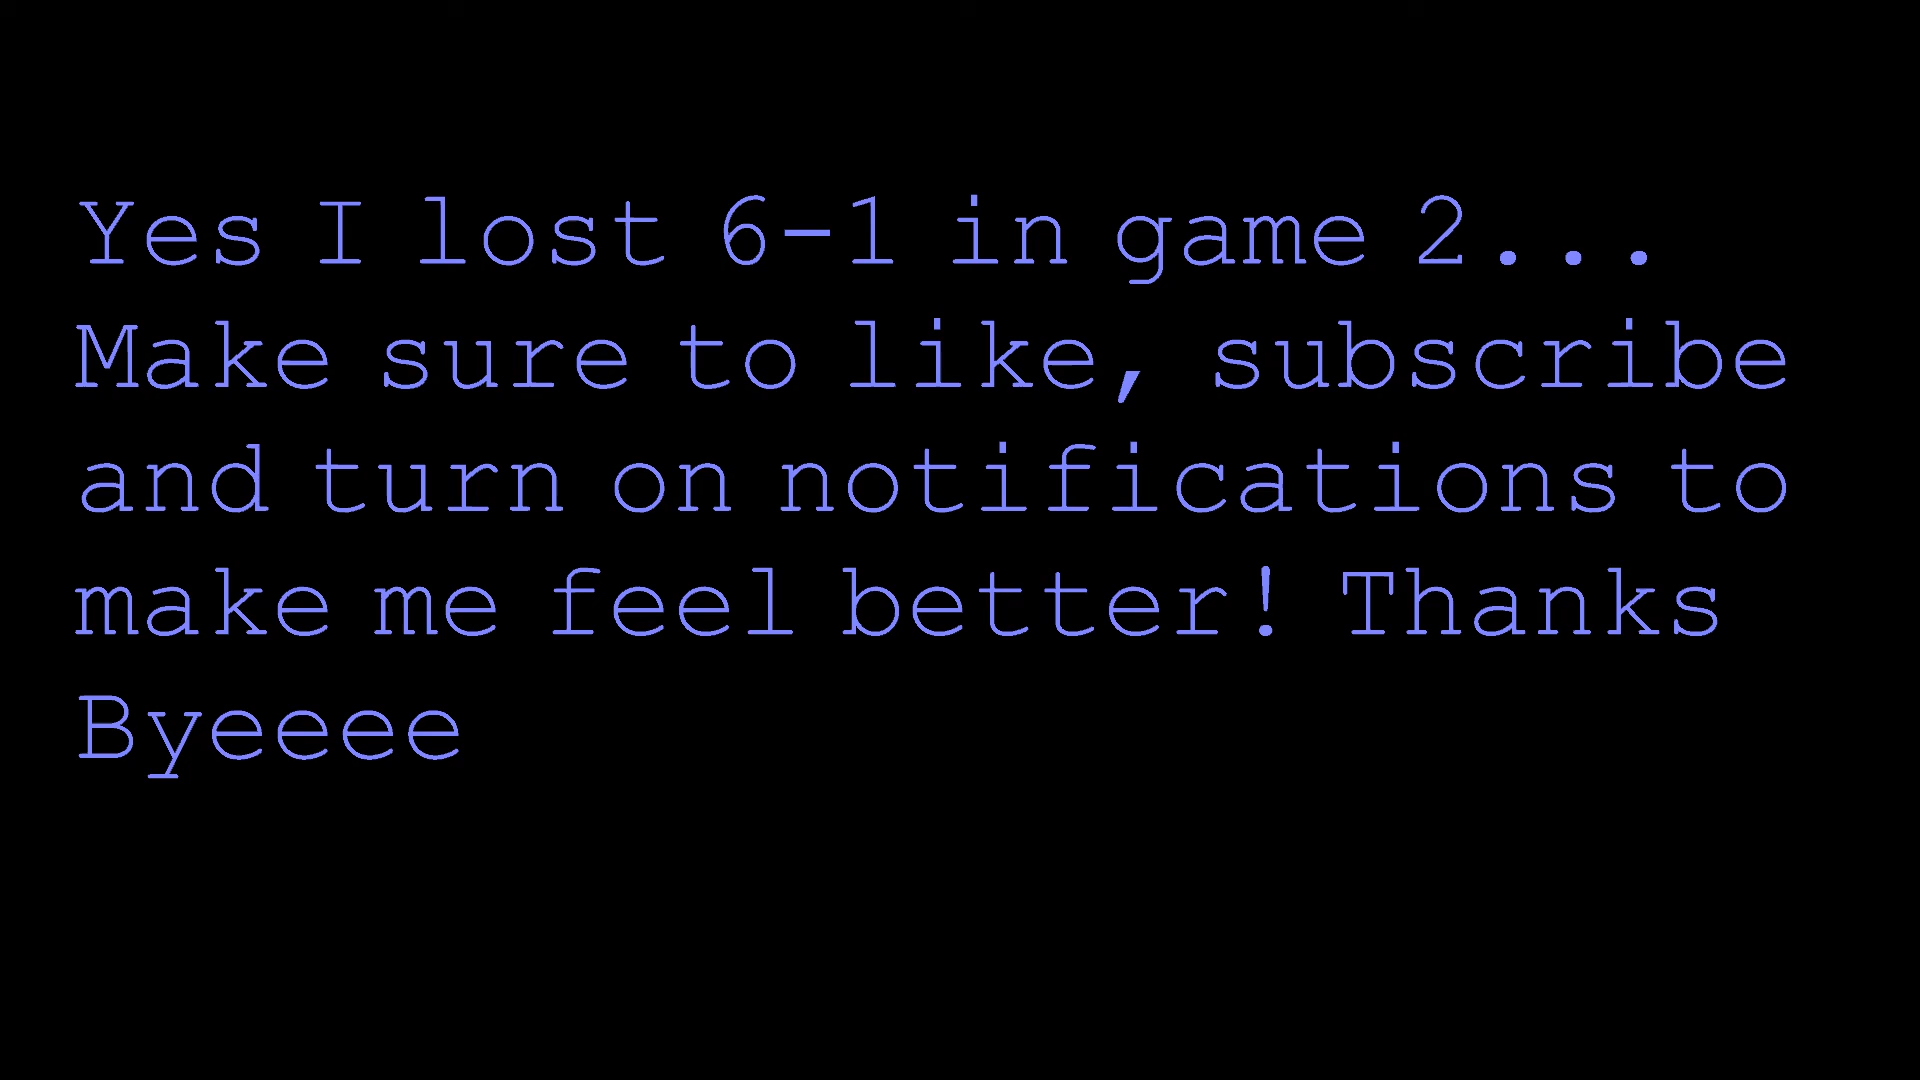 Yes I lost 6-1 in game 2...
Make sure to like, subscribe
and turn on notifications to
make me feel better! Thanks
Byeeee